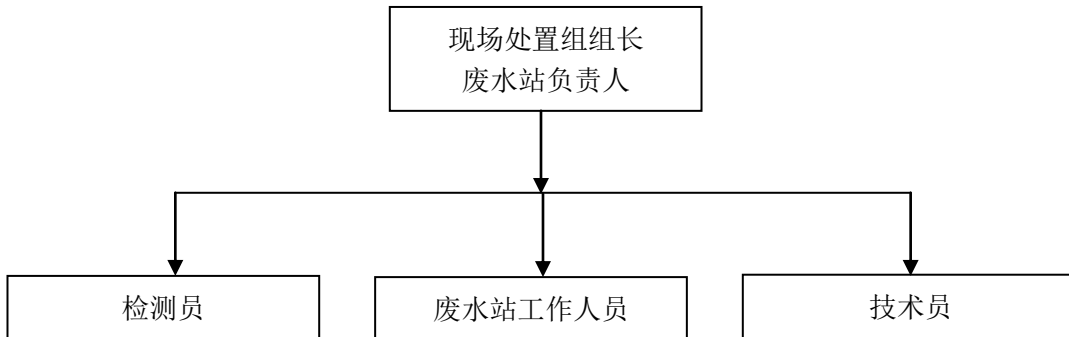 现场处置组组长
废水站负责人
检测员
废水站工作人员
技术员